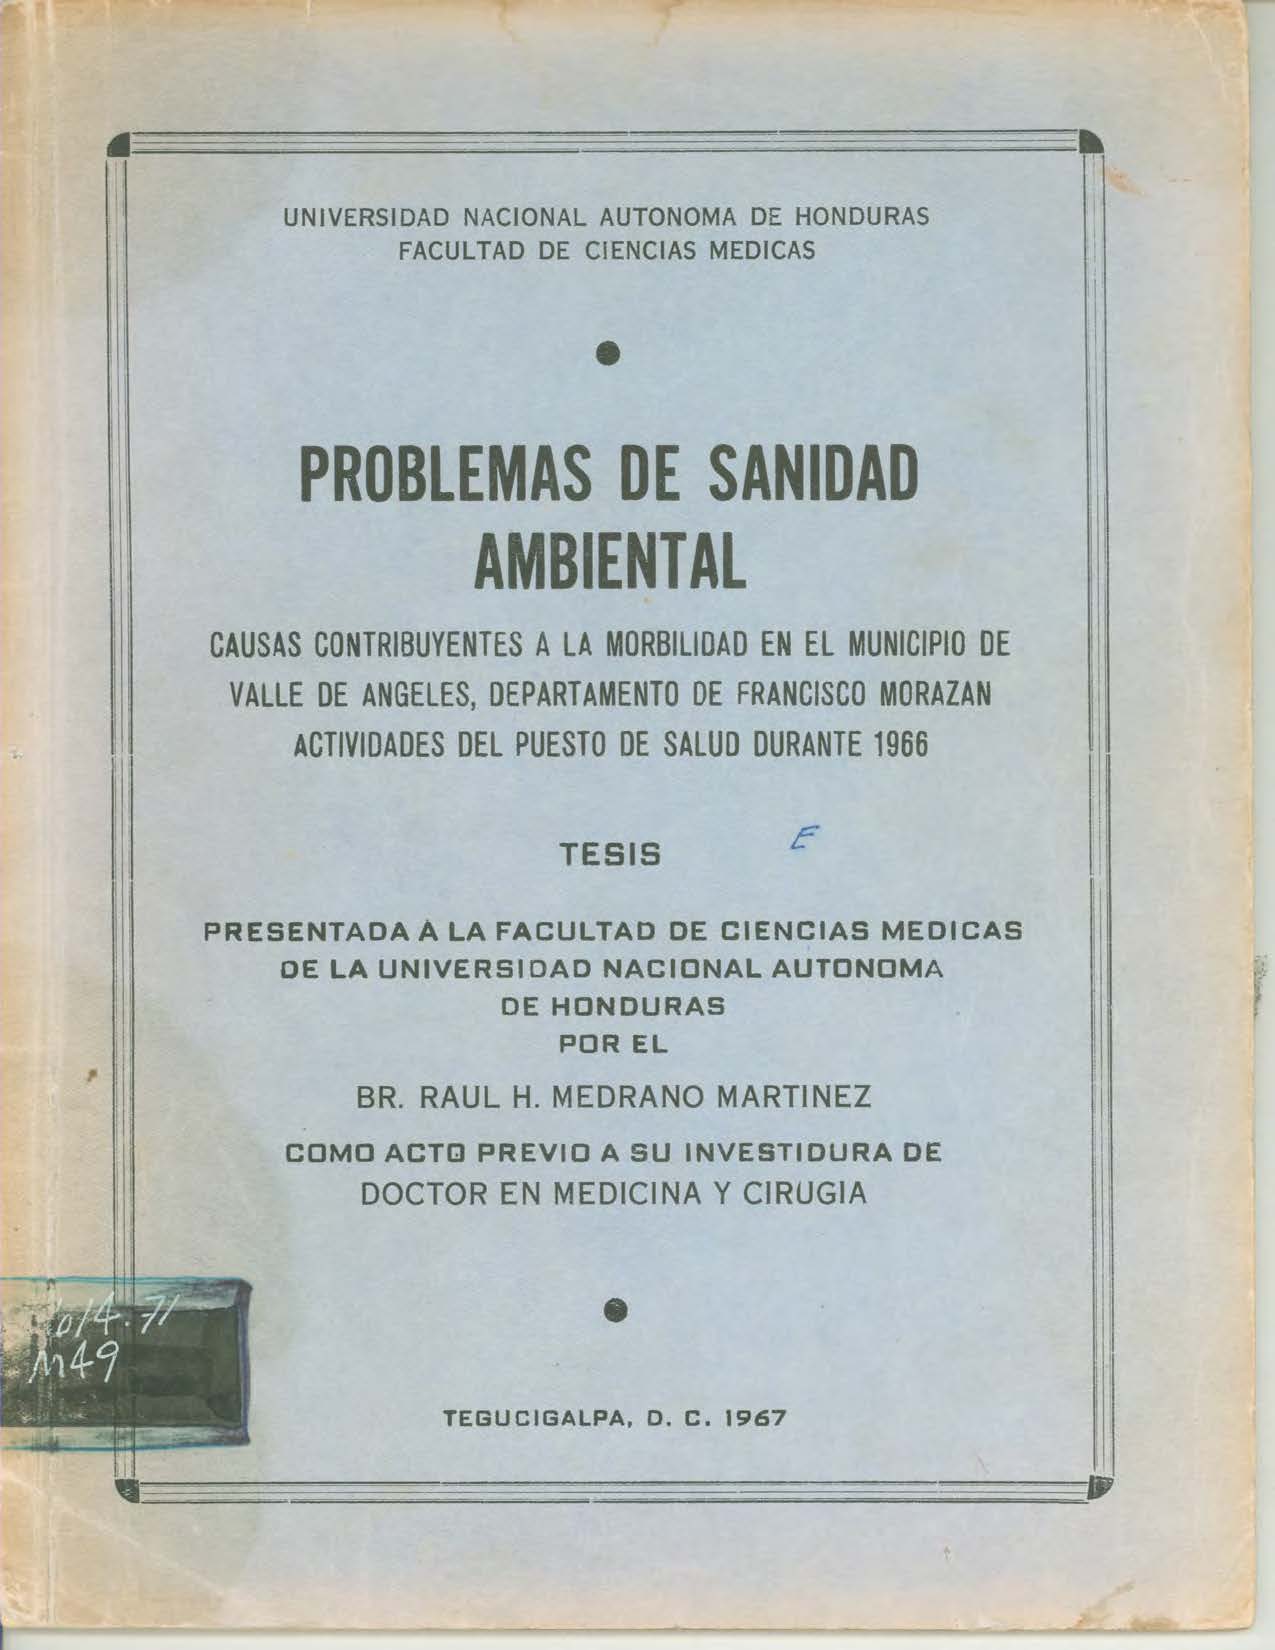 UNIVERSIDAD NACIONAL AUTONOMA DE HONDURAS
FACULTAD DE CIENCIAS MEDICAS
PROBLEMAS DE SANIDAD
AMBIENTAL
CAUSAS CONTRIBUYENTES A LA MORBILIDAD EN EL MUNICIPIO DE
VALLE DE ANGELES, DEPARTAMENTO DE FRANCISCO MORAZAN
ACTIVIDADES DEL PUESTO DE SALUD DURANTE 1966
TESIS E
PRESENTADA A LA FACULTAD DE CIENCIAS MEDICAS
DE LA UNIVERSIDAD NACIONAL AUTONOMA
DE HONDURAS
POR EL
BR. RAUL H. MEDRANO MARTINEZ
COMO ACTO PREVIO A SU INVESTIDURA DE
DOCTOR EN MEDICINA Y CIRUGIA
M49
TEGUCIGALPA, D. C. 1967